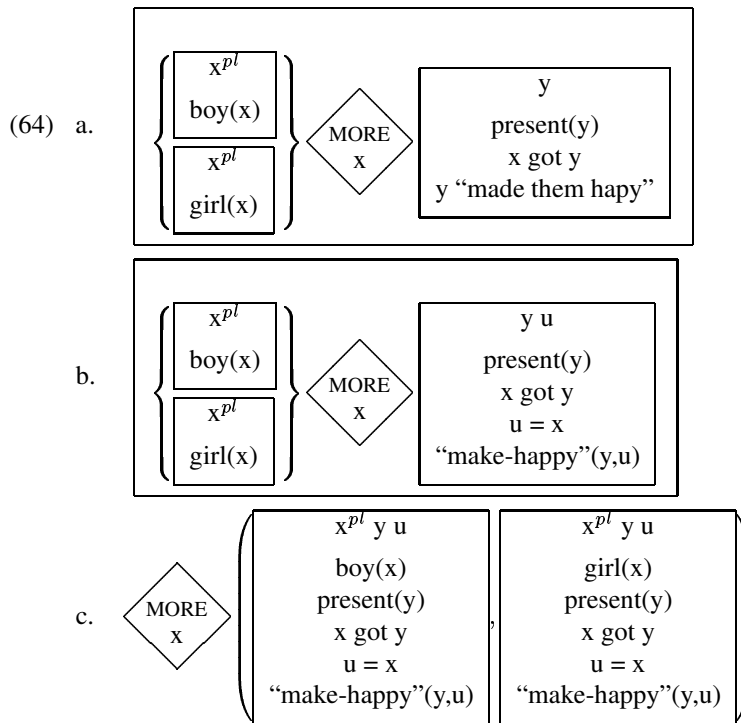 (64) a.
x^pl
boy(x)
x^pl
girl(x)
MORE
x
y
present(y)
x got y
y “made them hapy”
b.
x^pl
boy(x)
x^pl
girl(x)
MORE
x
y u
present(y)
x got y
u = x
“make-happy”(y,u)
c.
MORE
x
x^pl y u
boy(x)
present(y)
x got y
u = x
“make-happy”(y,u)
,
x^pl y u
girl(x)
present(y)
x got y
u = x
“make-happy”(y,u)